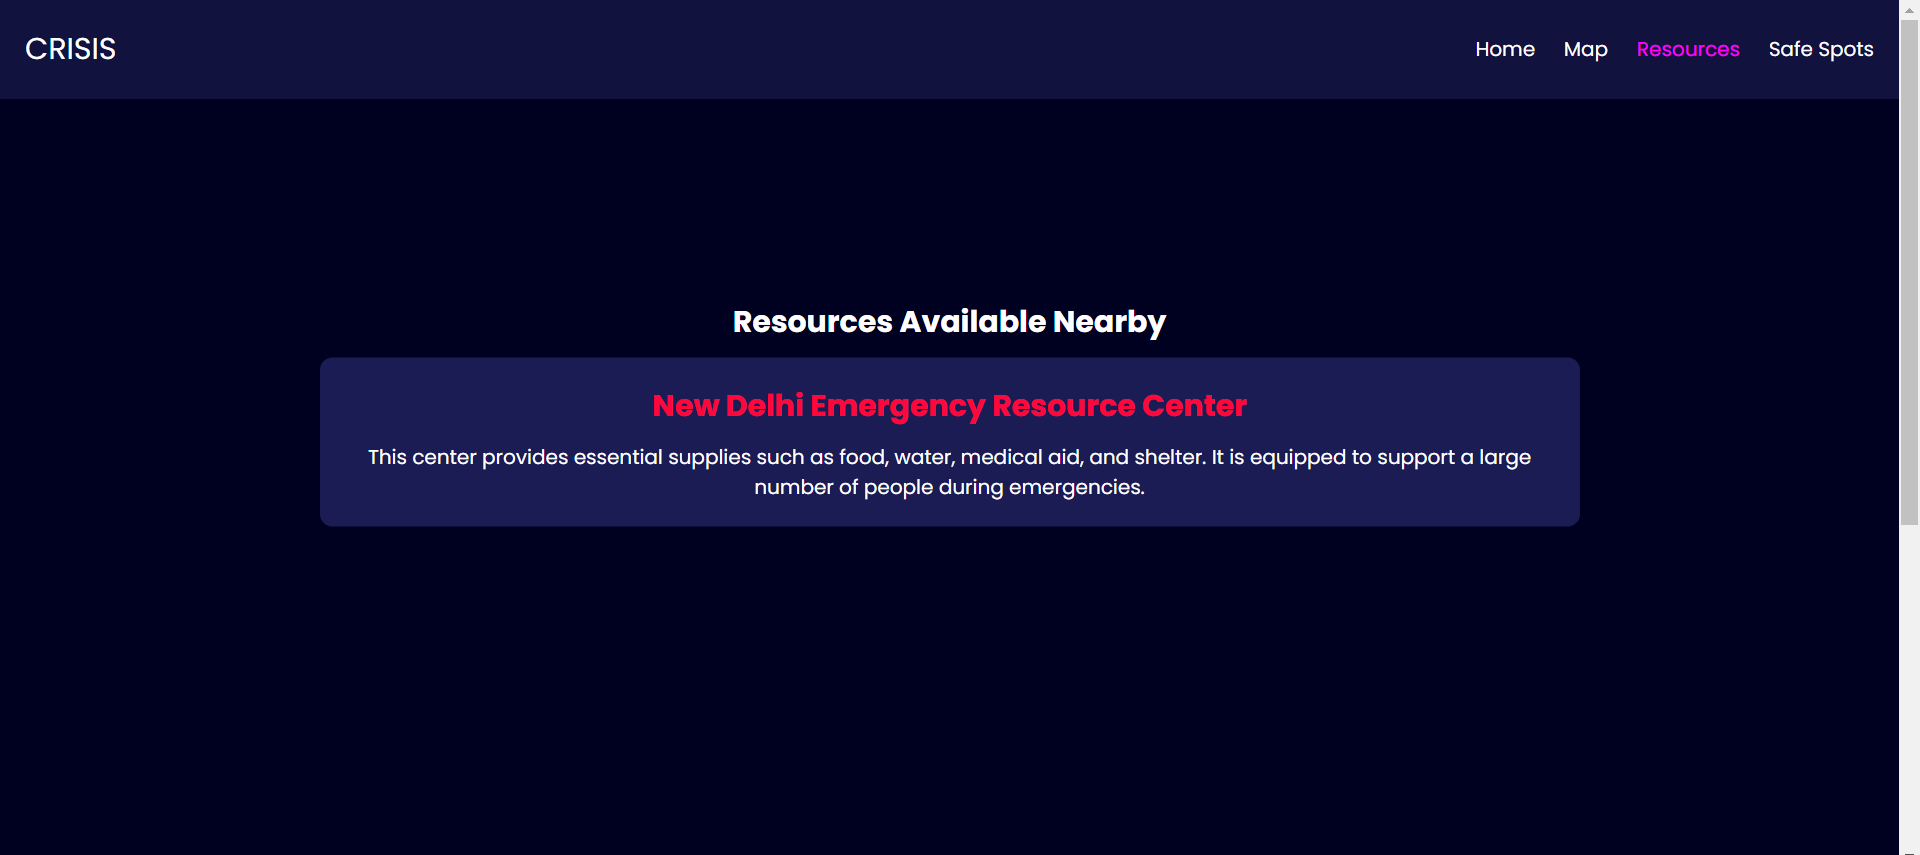 CRISIS
Home Map Resources Safe Spots
Resources Available Nearby
New Delhi Emergency Resource Center
This center provides essential supplies such as food, water, medical aid, and shelter. It is equipped to support a large
number of people during emergencies.